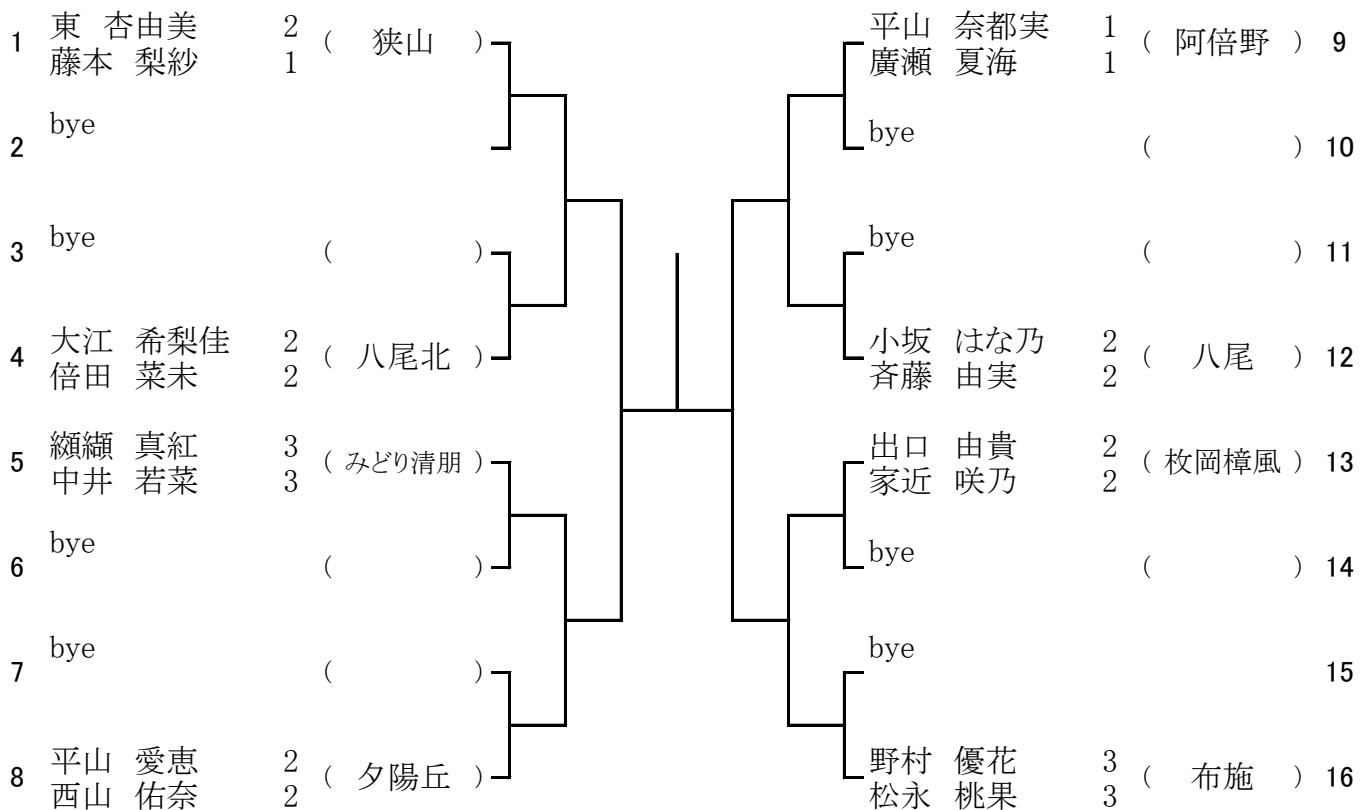 1 東 杏由美 2 ( 狭山 )
藤本 梨紗 1
2 bye
3 bye ( )
4 大江 希梨佳 2 ( 八尾北 )
倍田 菜未 2
5 纐纈 真紅 3 ( みどり清朋 )
中井 若菜 3
6 bye ( )
7 bye ( )
8 平山 愛恵 2 ( 夕陽丘 )
西山 佑奈 2
平山 奈都実 1 ( 阿倍野 ) 9
廣瀬 夏海 1
bye ( ) 10
bye ( ) 11
小坂 はな乃 2 ( 八尾 ) 12
斉藤 由実 2
出口 由貴 2 ( 枚岡樟風 ) 13
家近 咲乃 2
bye ( ) 14
bye 15
野村 優花 3 ( 布施 ) 16
松永 桃果 3